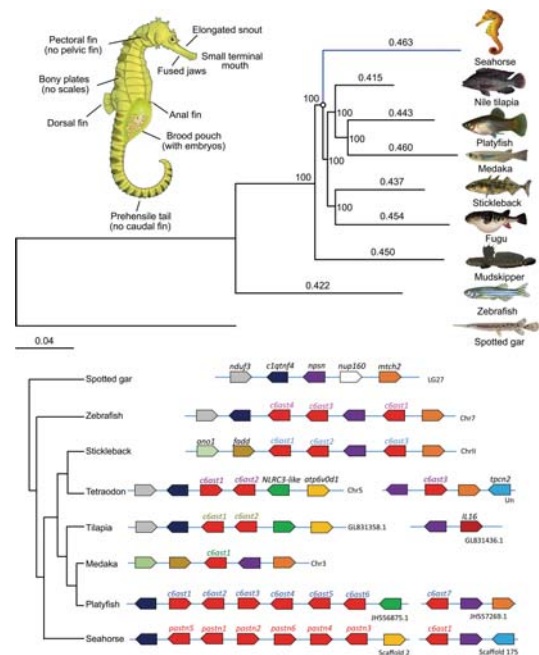 Elongated snout
Pectoral fin
(no pelvic fin)
Small terminal
mouth
Fused jaws
Bony plates
(no scales)
Dorsal fin
Anal fin
Brood pouch
(with embryos)
Prehensile tail
(no caudal fin)
0.463
Seahorse
0.415
100
Nile tilapia
100
0.443
100
Platyfish
100
0.460
Medaka
100
0.437
100
Stickleback
0.454
Fugu
0.450
Mudskipper
0.422
Zebrafish
0.04
Spotted gar
Spotted gar
nduf3 c1qtnf4 npsn nup160 mtch2
LG27
Zebrafish
c6ast4 c6ast3 c6ast1
Chr7
Stickleback
ano1 fadd c6ast1 c6ast2 c6ast3
ChrII
Tetraodon
c6ast1 c6ast2 NLRC3-like atp6v0d1
Chr5
c6ast3 tpcn2
Un
Tilapia
c6ast1 c6ast2
GL831358.1
IL16
GL831436.1
Medaka
c6ast1
Chr3
Platyfish
c6ast1 c6ast2 c6ast3 c6ast4 c6ast5 c6ast6
JH556875.1
c6ast7
JH557269.1
Seahorse
pastn5 pastn1 pastn2 pastn6 pastn4 pastn3
Scaffold 2
c6ast1
Scaffold 175